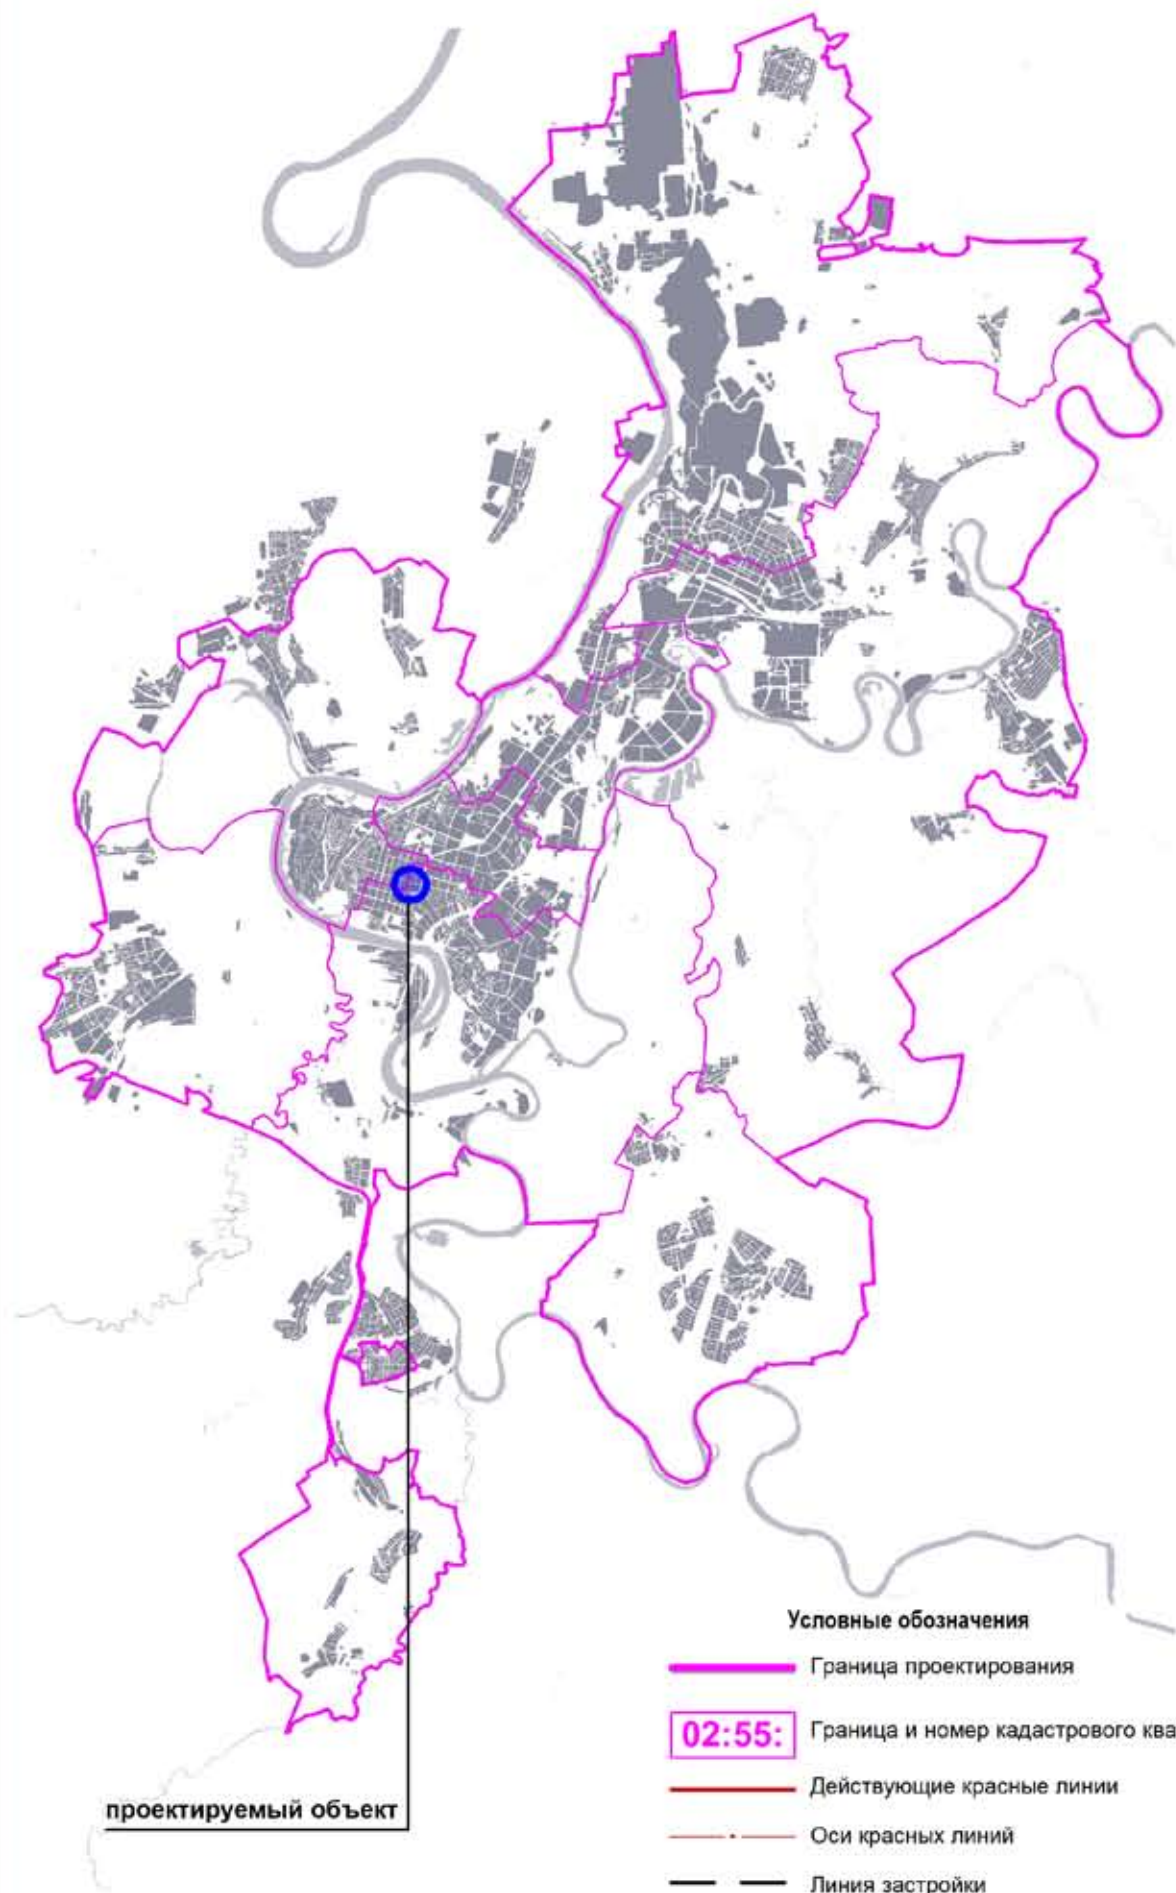 Условные обозначения
Граница проектирования
02:55: Граница и номер кадастрового ква
Действующие красные линии
проектируемый объект
Оси красных линий
Линия застройки